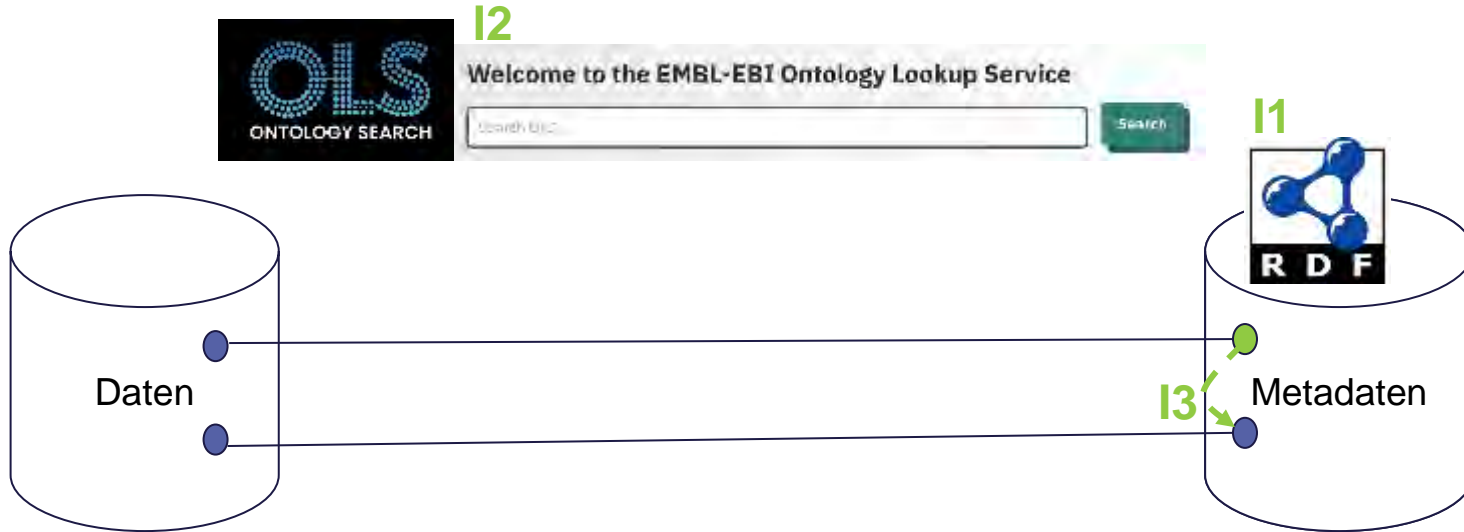 I2
OLS
ONTOLOGY SEARCH
Welcome to the EMBL-EBI Ontology Lookup Service
Search
I1
RDF
Daten
I3
Metadaten